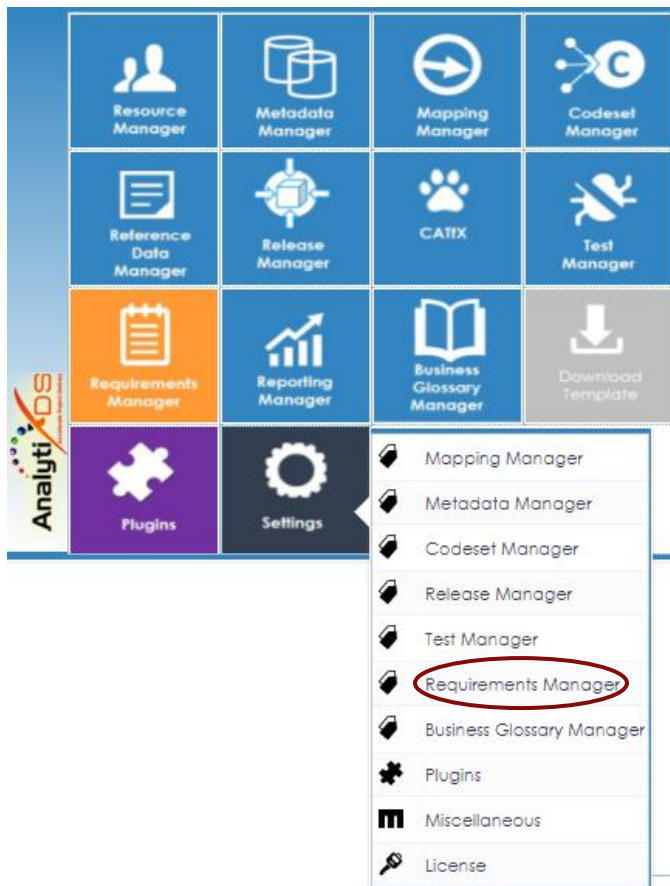 Resource
Manager
Metadata
Manager
Mapping
Manager
C
Codeset
Manager
Reference
Data
Manager
Release
Manager
CATfX
Test
Manager
Requirements
Manager
Reporting
Manager
Business
Glossary
Manager
Download
Template
Analyti DS
Plugins
Settings
Mapping Manager
Metadata Manager
Codeset Manager
Release Manager
Test Manager
Requirements Manager
Business Glossary Manager
Plugins
m Miscellaneous
License